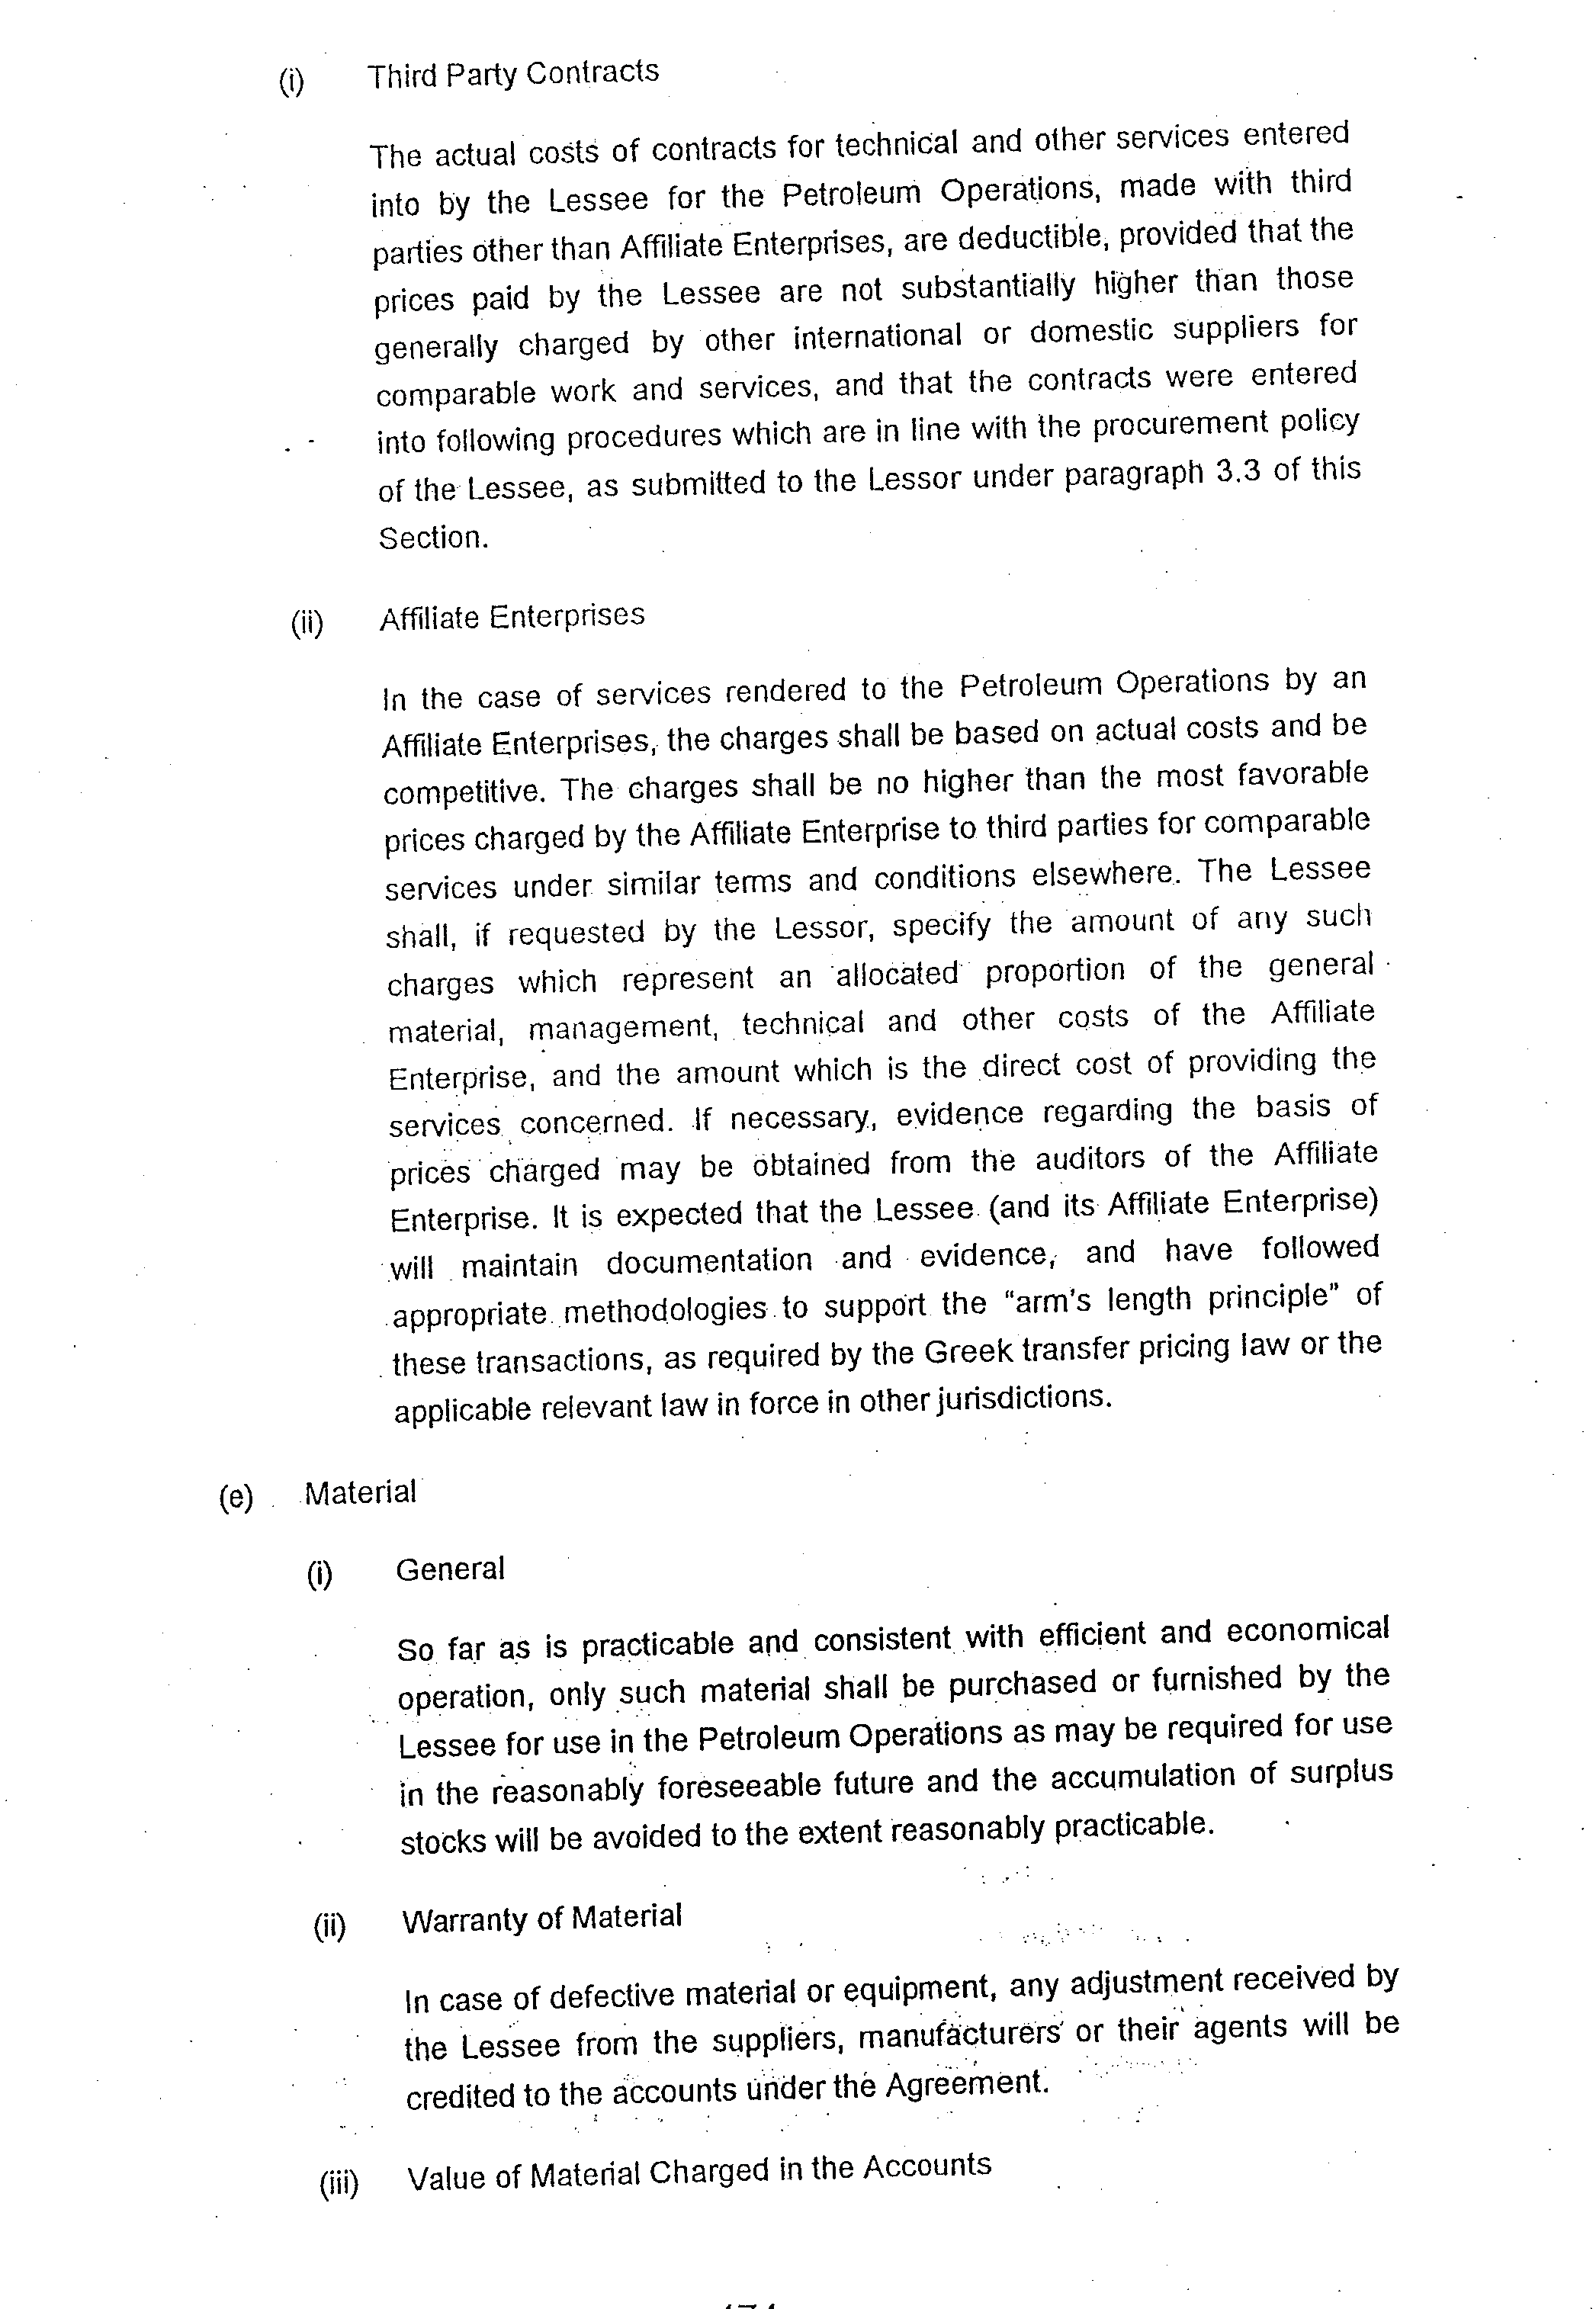 (i) Third Party Contracts
The actual costs of contracts for technical and other services entered
into by the Lessee for the Petroleum Operations, made with third
parties other than Affiliate Enterprises, are deductible, provided that the
prices paid by the Lessee are not substantially higher than those
generally charged by other international or domestic suppliers for
comparable work and services, and that the contracts were entered
into following procedures which are in line with the procurement policy
of the Lessee, as submitted to the Lessor under paragraph 3.3 of this
Section.
(ii) Affiliate Enterprises
In the case of services rendered to the Petroleum Operations by an
Affiliate Enterprises, the charges shall be based on actual costs and be
competitive. The charges shall be no higher than the most favorable
prices charged by the Affiliate Enterprise to third parties for comparable
services under similar terms and conditions elsewhere. The Lessee
shall, if requested by the Lessor, specify the amount of any such
charges which represent an allocated proportion of the general
material, management, technical and other costs of the Affiliate
Enterprise, and the amount which is the direct cost of providing the
services concerned. If necessary, evidence regarding the basis of
prices charged may be obtained from the auditors of the Affiliate
Enterprise. It is expected that the Lessee (and its Affiliate Enterprise)
will maintain documentation and evidence, and have followed
appropriate methodologies to support the “arm's length principle” of
these transactions, as required by the Greek transfer pricing law or the
applicable relevant law in force in other jurisdictions.
(e) Material
(i) General
So far as is practicable and consistent with efficient and economical
operation, only such material shall be purchased or furnished by the
Lessee for use in the Petroleum Operations as may be required for use
in the reasonably foreseeable future and the accumulation of surplus
stocks will be avoided to the extent reasonably practicable.
(ii) Warranty of Material
In case of defective material or equipment, any adjustment received by
the Lessee from the suppliers, manufacturers or their agents will be
credited to the accounts under the Agreement.
(iii) Value of Material Charged in the Accounts